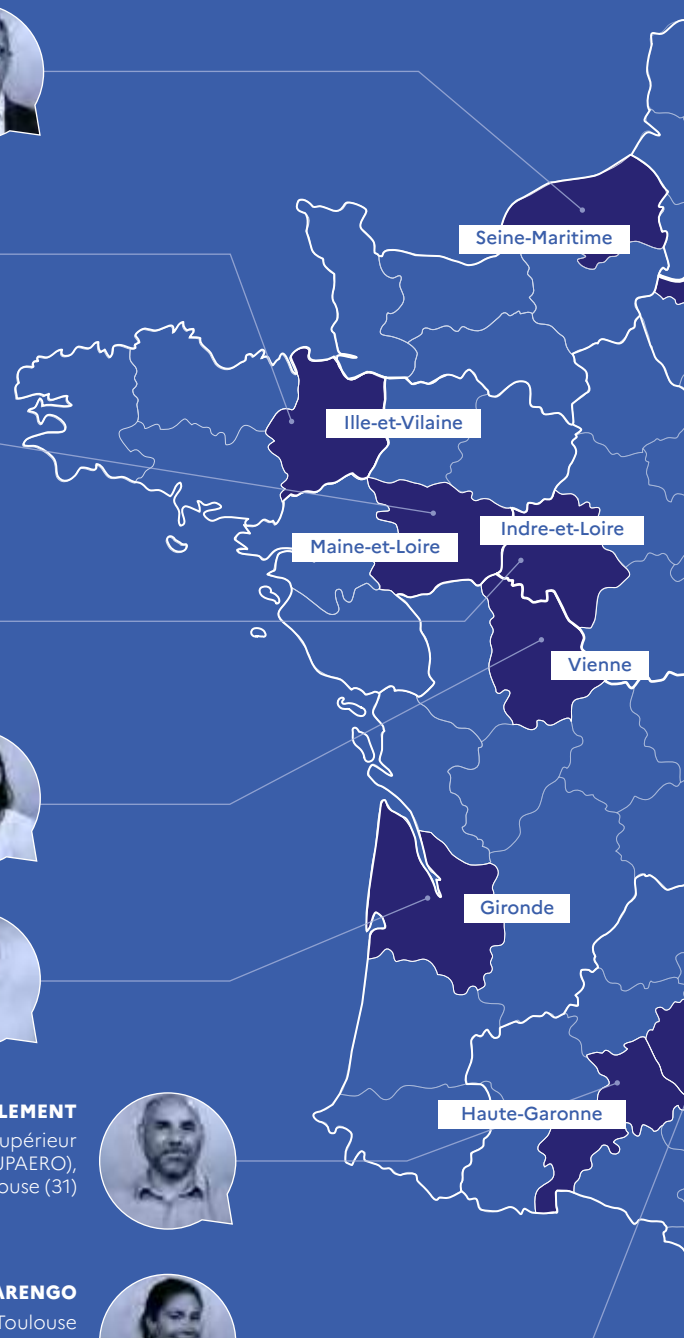 Seine-Maritime
Ille-et-Vilaine
Indre-et-Loire
Maine-et-Loire
Vienne
Gironde
Haute-Garonne
LEMENT
upérieur
UPAERO),
ouse (31)
ARENGO
Toulouse